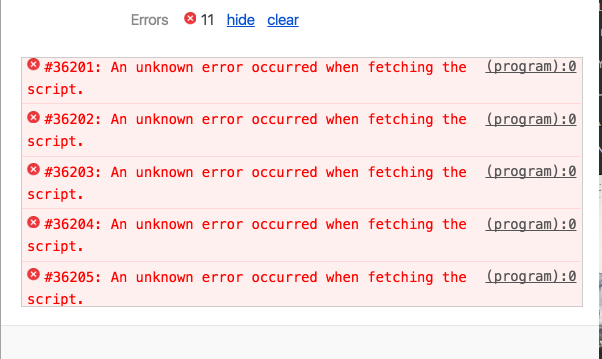 Errors 11 hide clear
#36201: An unknown error occurred when fetching the (program):0
script.
#36202: An unknown error occurred when fetching the (program):0
script.
#36203: An unknown error occurred when fetching the (program):0
script.
#36204: An unknown error occurred when fetching the (program):0
script.
#36205: An unknown error occurred when fetching the (program):0
script.